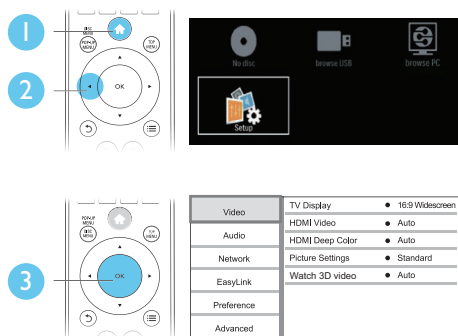 1
DISC MENU
POP-UP MENU
TOP MENU
2
OK
No disc
browse USB
browse PC
Setup
3
POP-UP MENU
DISC MENU
TOP MENU
OK
Video
Audio
Network
EasyLink
Preference
Advanced
TV Display ● 16:9 Widescreen
HDMI Video ● Auto
HDMI Deep Color ● Auto
Picture Settings ● Standard
Watch 3D video ● Auto